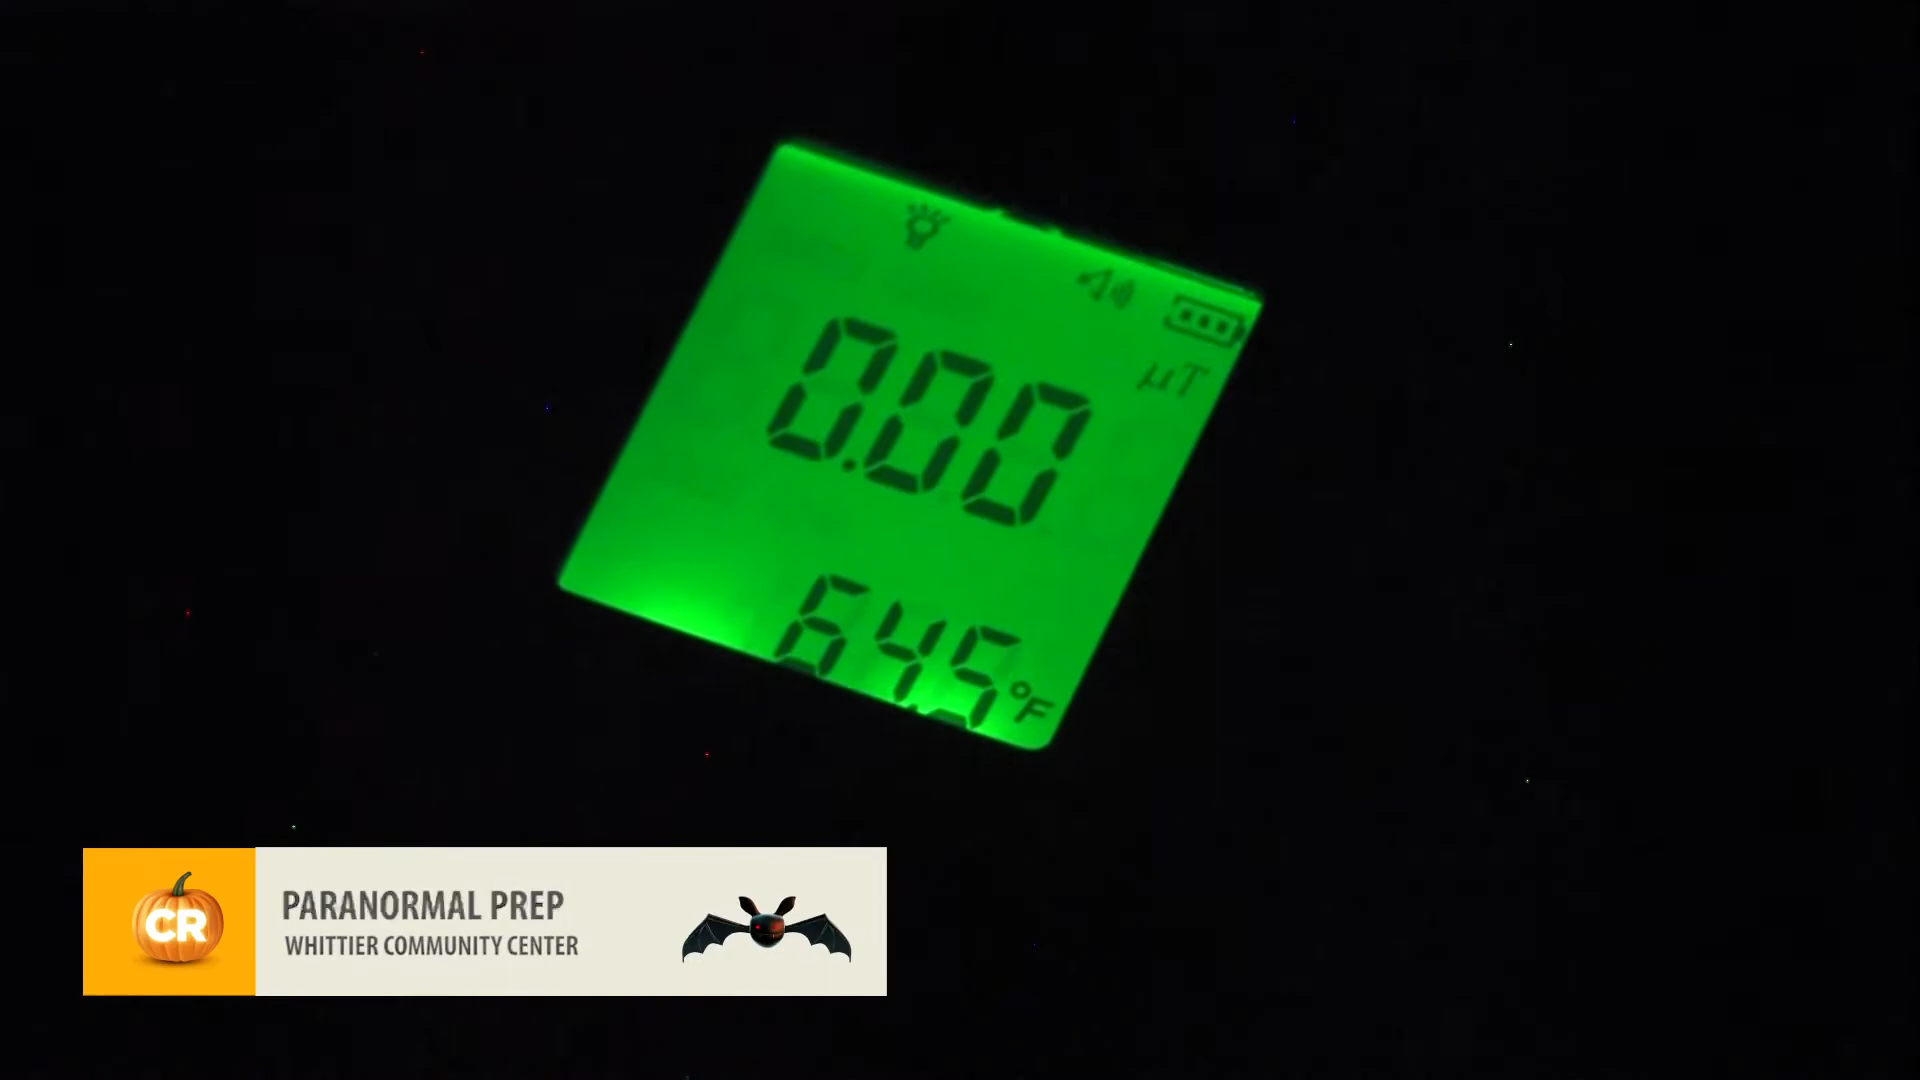 µT
0.00
64.5 °F
CR
PARANORMAL PREP
WHITTIER COMMUNITY CENTER